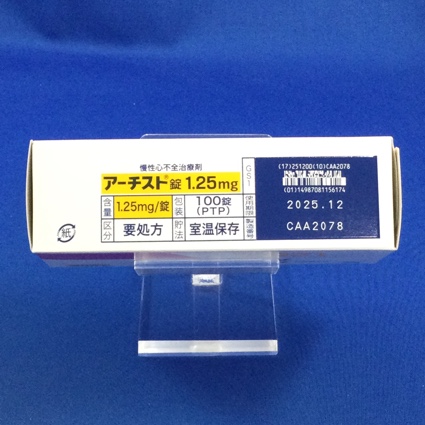 慢性心不全治療剤
アーチスト錠1.25mg
含量 1.25mg/錠 包装 100錠(PTP)
区分 要処方 貯法 室温保存
紙
GS1
(17)251200(10)CAA2078
(01)14987081156174
使用期限 2025.12
製造番号 CAA2078